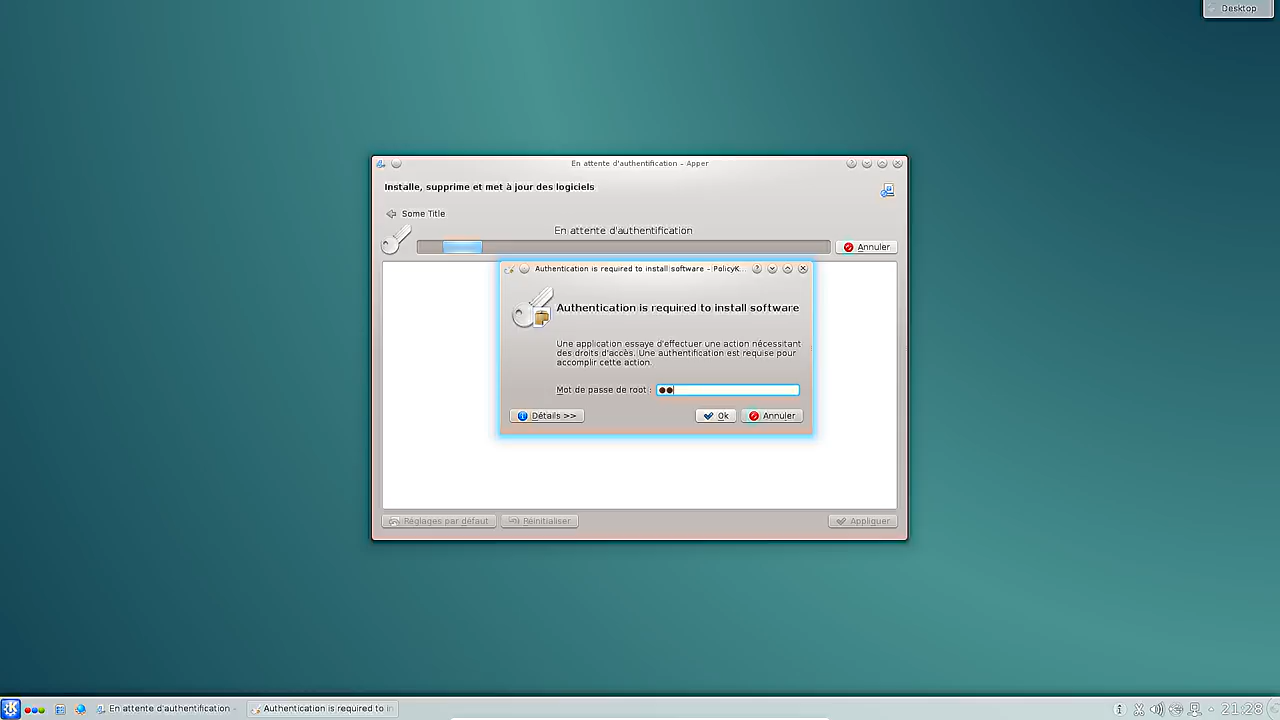 Desktop
En attente d'authentification – Apper
Installe, supprime et met à jour des logiciels
Some Title
En attente d'authentification
Annuler
Authentication is required to install software – PolicyK...
Authentication is required to install software
Une application essaye d'effectuer une action nécessitant
des droits d'accès. Une authentification est requise pour
accomplir cette action.
Mot de passe de root :
Détails >>
Ok
Annuler
Réglages par défaut
Réinitialiser
Appliquer
En attente d'authentification
Authentication is required to in
21:28